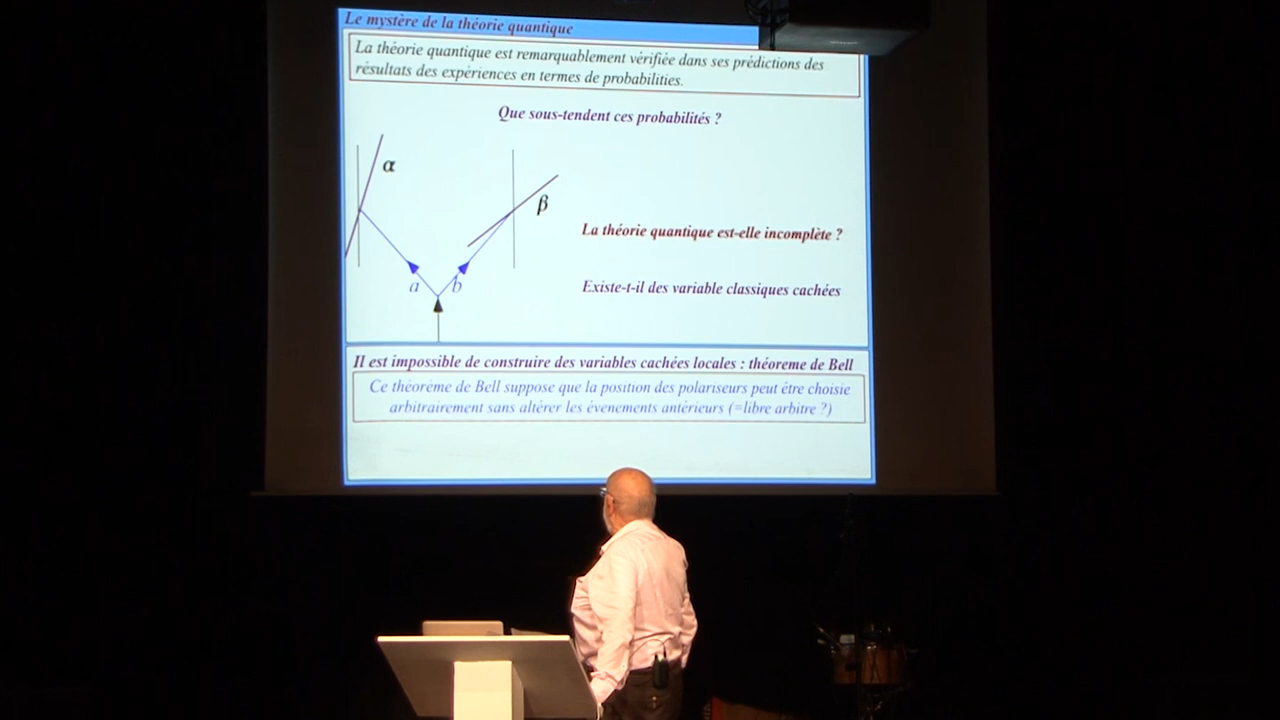 Le mystère de la théorie quantique
La théorie quantique est remarquablement vérifiée dans ses prédictions des
résultats des expériences en termes de probabilities.
Que sous-tendent ces probabilités ?
α
β
La théorie quantique est-elle incomplète ?
a b
Existe-t-il des variable classiques cachées
Il est impossible de construire des variables cachées locales : théoreme de Bell
Ce théorème de Bell suppose que la position des polariseurs peut être choisie
arbitrairement sans altérer les évenements antérieurs (=libre arbitre ?)